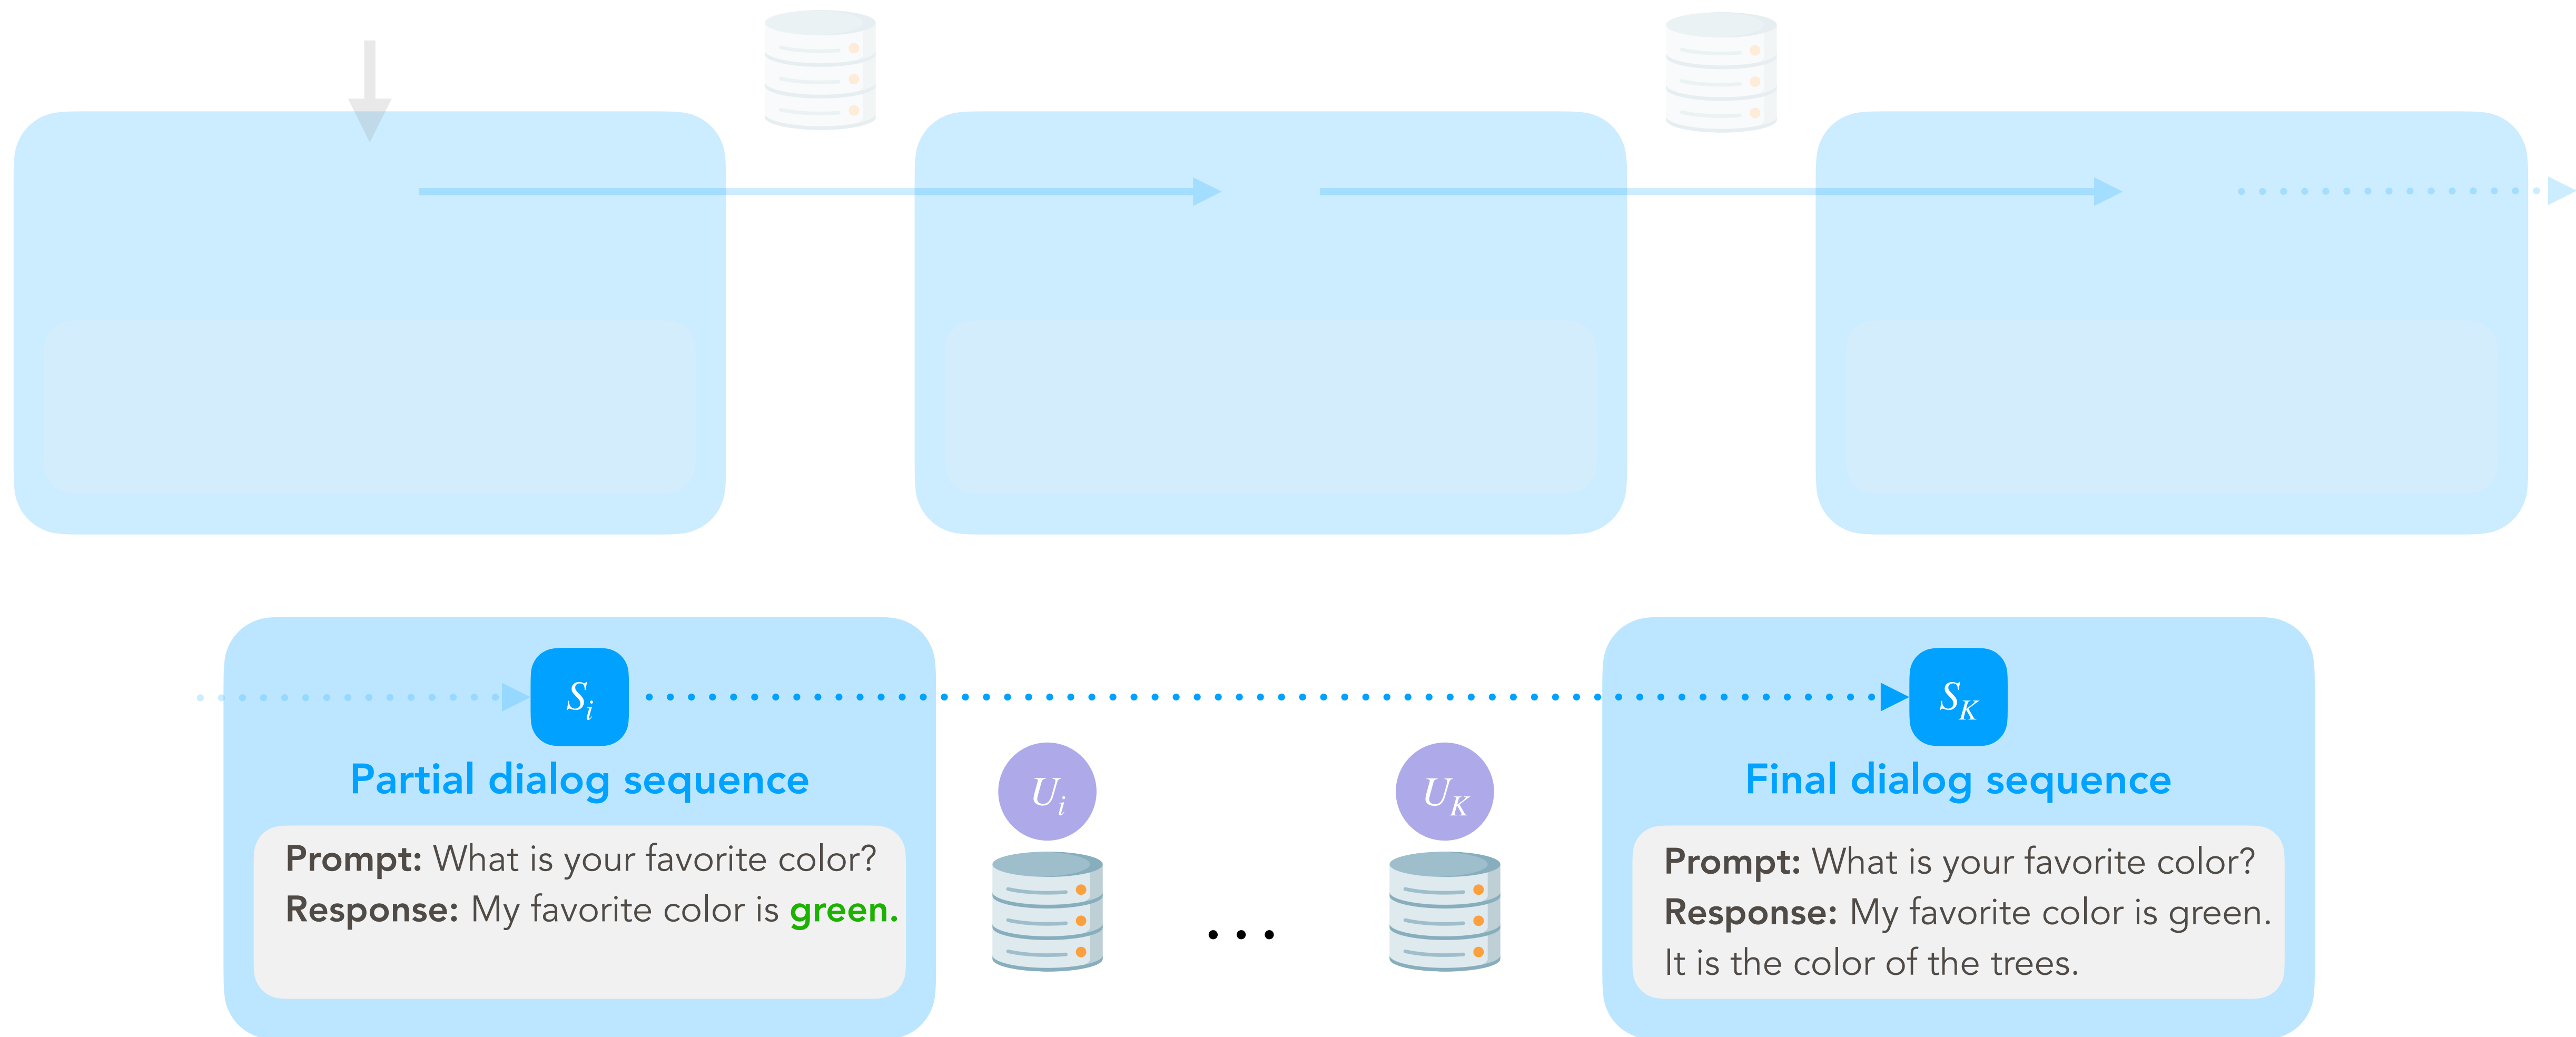 S_i
S_K
Partial dialog sequence
U_i
U_K
Final dialog sequence
Prompt: What is your favorite color?
Response: My favorite color is green.
...
Prompt: What is your favorite color?
Response: My favorite color is green.
It is the color of the trees.